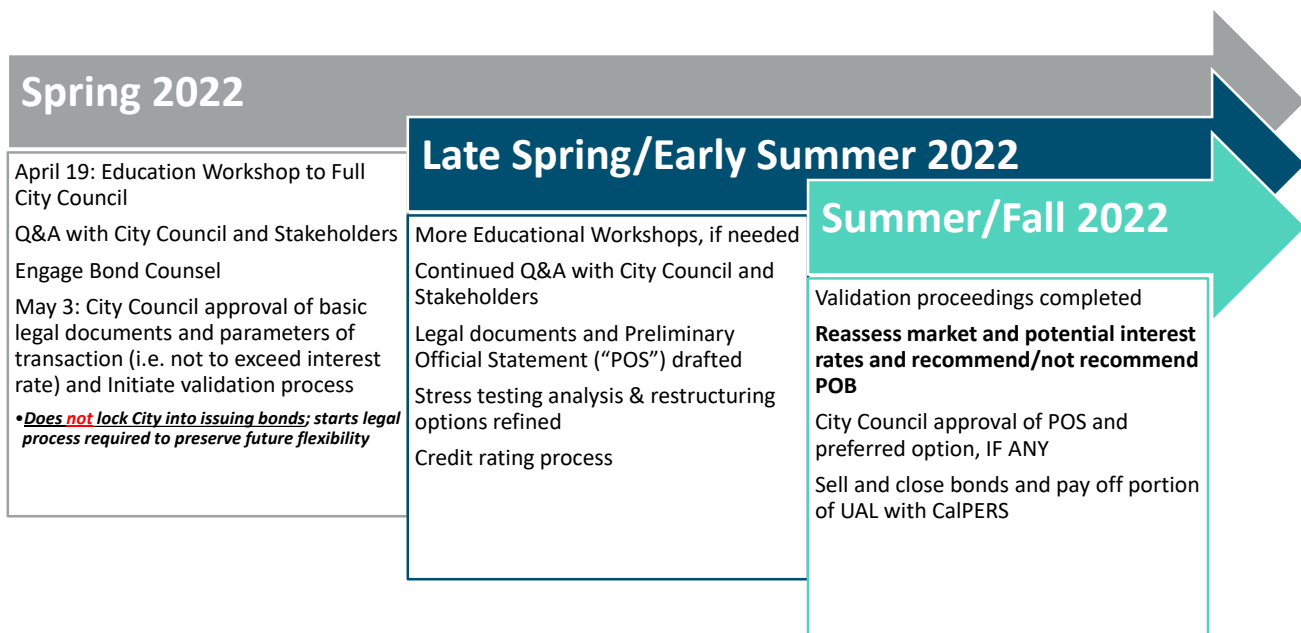 Spring 2022
April 19: Education Workshop to Full
City Council
Q&A with City Council and Stakeholders
Engage Bond Counsel
May 3: City Council approval of basic
legal documents and parameters of
transaction (i.e. not to exceed interest
rate) and Initiate validation process
•Does not lock City into issuing bonds; starts legal
process required to preserve future flexibility
Late Spring/Early Summer 2022
More Educational Workshops, if needed
Continued Q&A with City Council and
Stakeholders
Legal documents and Preliminary
Official Statement (“POS”) drafted
Stress testing analysis & restructuring
options refined
Credit rating process
Summer/Fall 2022
Validation proceedings completed
Reassess market and potential interest
rates and recommend/not recommend
POB
City Council approval of POS and
preferred option, IF ANY
Sell and close bonds and pay off portion
of UAL with CalPERS